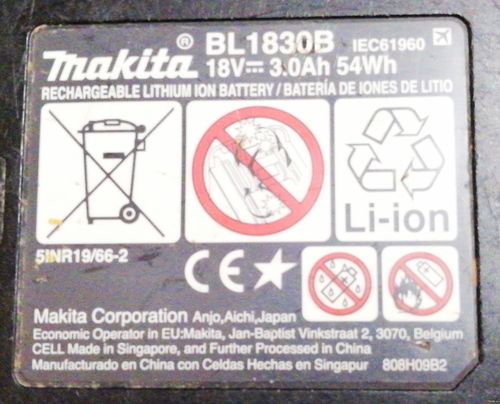 makita® BL1830B IEC61960
18V⎓ 3.0Ah 54Wh
RECHARGEABLE LITHIUM ION BATTERY / BATERÍA DE IONES DE LITIO
Li-ion
5INR19/66-2
CE
Makita Corporation Anjo,Aichi,Japan
Economic Operator in EU:Makita, Jan-Baptist Vinkstraat 2, 3070, Belgium
CELL Made in Singapore, and Further Processed in China
Manufacturado en China con Celdas Hechas en Singapur 808H09B2